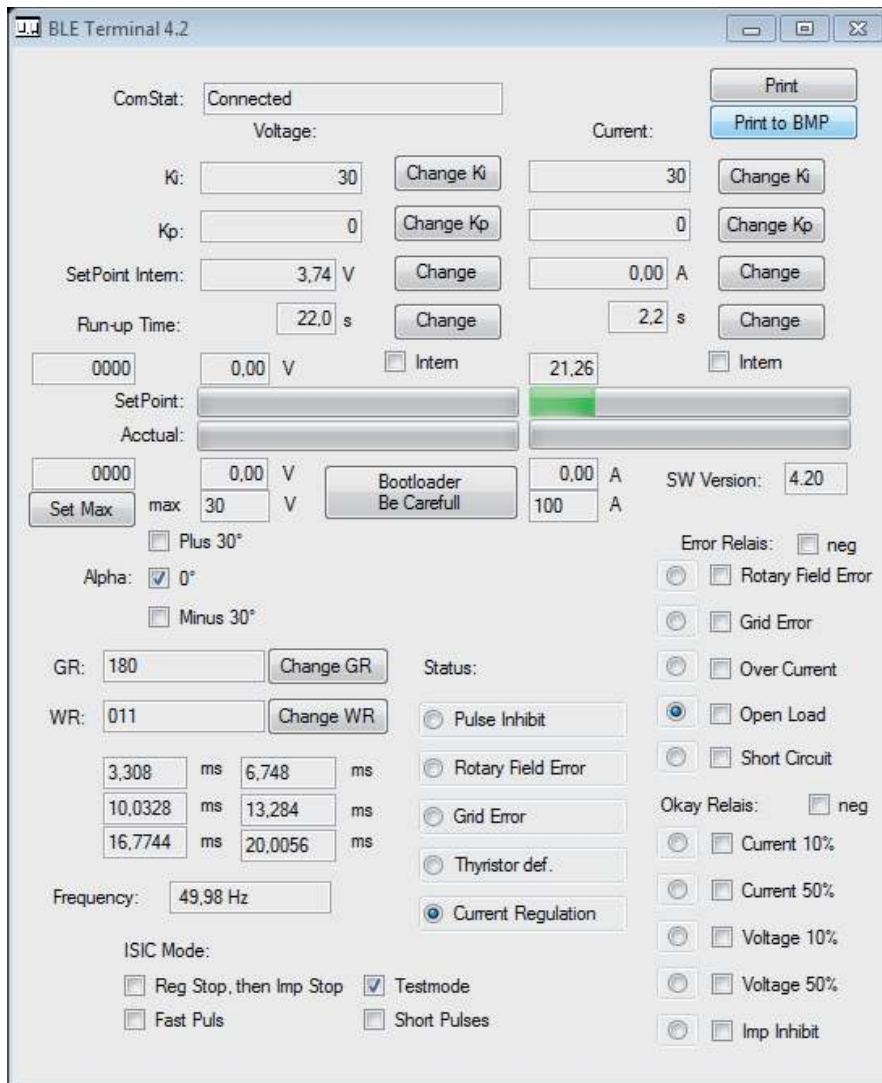 BLE Terminal 4.2
Print
ComStat: Connected
Print to BMP
Voltage: Current:
Ki: 30 Change Ki 30 Change Ki
Kp: 0 Change Kp 0 Change Kp
SetPoint Intern: 3,74 V Change 0,00 A Change
Run-up Time: 22,0 s Change 2,2 s Change
0000 0,00 V Intern 21,26 Intern
SetPoint:
Acctual:
0000 0,00 V Bootloader 0,00 A SW Version: 4.20
Set Max max 30 V Be Carefull 100 A
Plus 30° Error Relais: neg
Alpha: 0° Rotary Field Error
Minus 30° Grid Error
GR: 180 Change GR Status: Over Current
WR: 011 Change WR Pulse Inhibit Open Load
3,308 ms 6,748 ms Rotary Field Error Short Circuit
10,0328 ms 13,284 ms Grid Error Okay Relais: neg
16,7744 ms 20,0056 ms Current 10%
Thyristor def.
Frequency: 49,98 Hz Current 50%
Current Regulation
ISIC Mode: Voltage 10%
Reg Stop, then Imp Stop Testmode Voltage 50%
Fast Puls Short Pulses Imp Inhibit